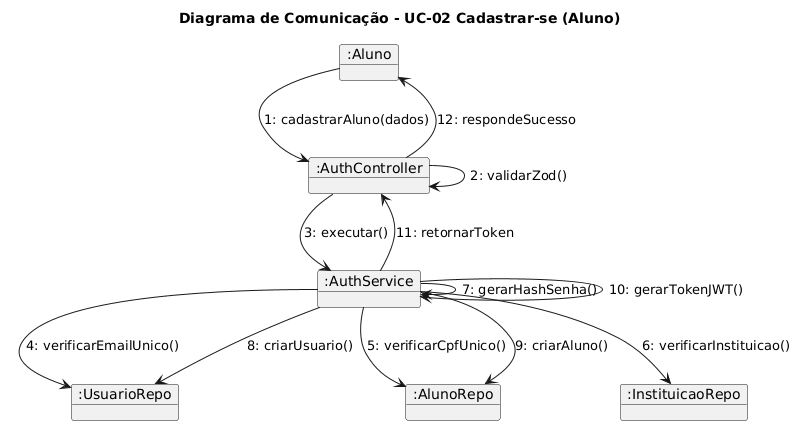 Diagrama de Comunicação - UC-02 Cadastrar-se (Aluno)
:Aluno
1: cadastrarAluno(dados)
12: respondeSucesso
:AuthController
2: validarZod()
3: executar()
11: retornarToken
:AuthService
7: gerarHashSenha()
10: gerarTokenJWT()
4: verificarEmailUnico()
8: criarUsuario()
5: verificarCpfUnico()
9: criarAluno()
6: verificarInstituicao()
:UsuarioRepo
:AlunoRepo
:InstituicaoRepo